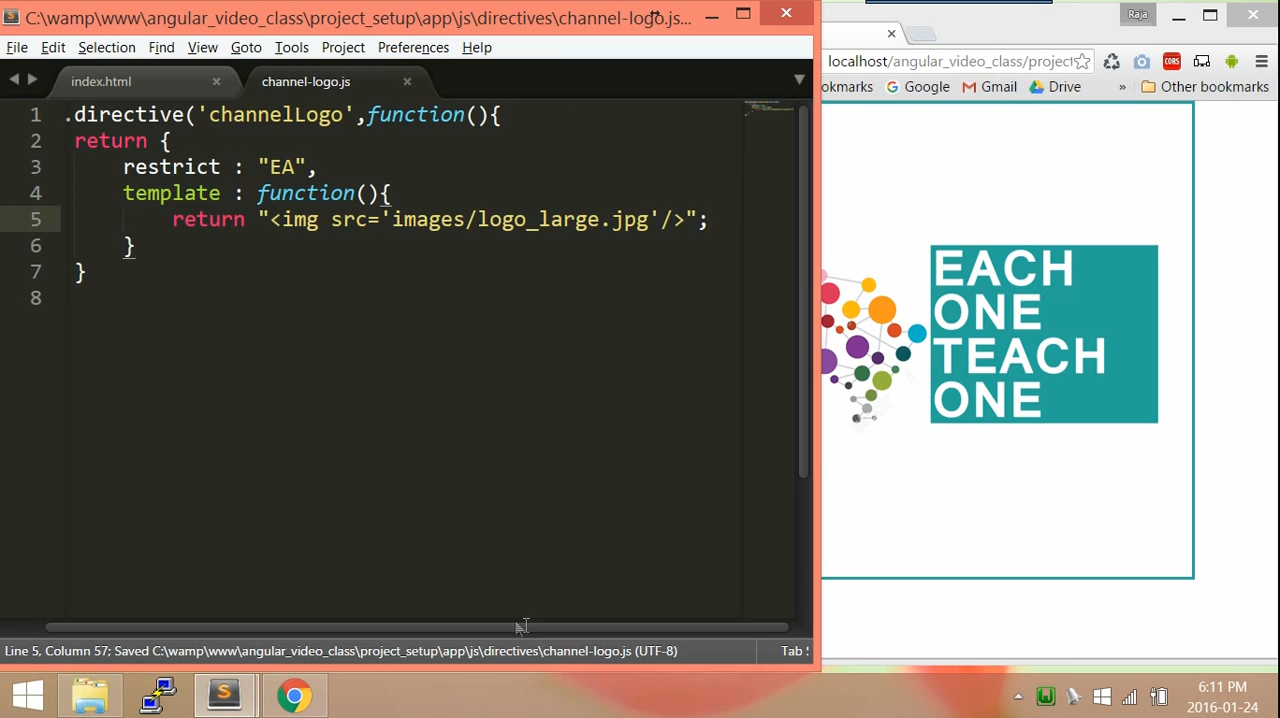 C:\wamp\www\angular_video_class\project_setup\app\js\directives\channel-logo.js...
File Edit Selection Find View Goto Tools Project Preferences Help
index.html
channel-logo.js
1 directive('channelLogo',function(){
2 return {
3 restrict : "EA",
4 template : function(){
5 return "<img src='images/logo_large.jpg'/>";
6 }
7 }
8
Line 5, Column 57; Saved C:\wamp\www\angular_video_class\project_setup\app\js\directives\channel-logo.js (UTF-8)
Tab
Raja
localhost/angular_video_class/project
CORS
okmarks Google Gmail Drive » Other bookmarks
EACH
ONE
TEACH
ONE
6:11 PM
2016-01-24